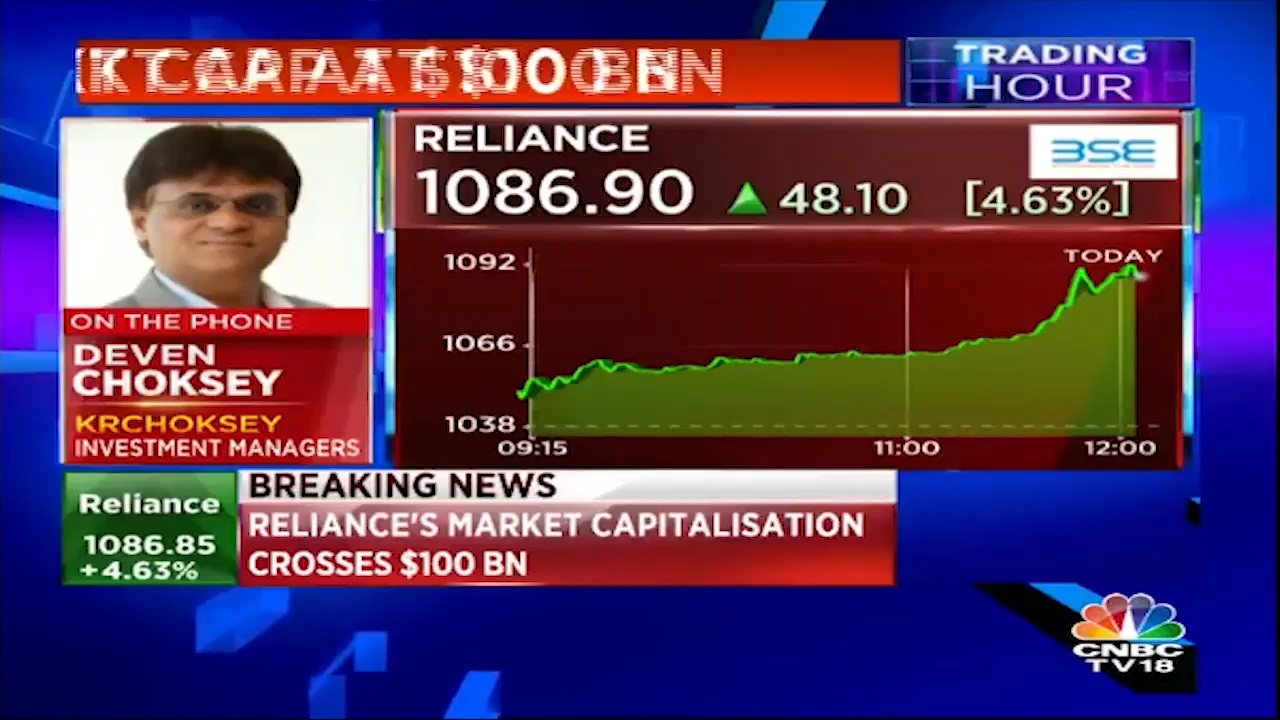 TRADING
HOUR
RELIANCE
BSE
1086.90 ▲ 48.10 [4.63%]
TODAY
1092
1066
1038
09:15 11:00 12:00
ON THE PHONE
DEVEN
CHOKSEY
KRCHOKSEY
INVESTMENT MANAGERS
Reliance
1086.85
+4.63%
BREAKING NEWS
RELIANCE'S MARKET CAPITALISATION
CROSSES $100 BN
CNBC
TV18